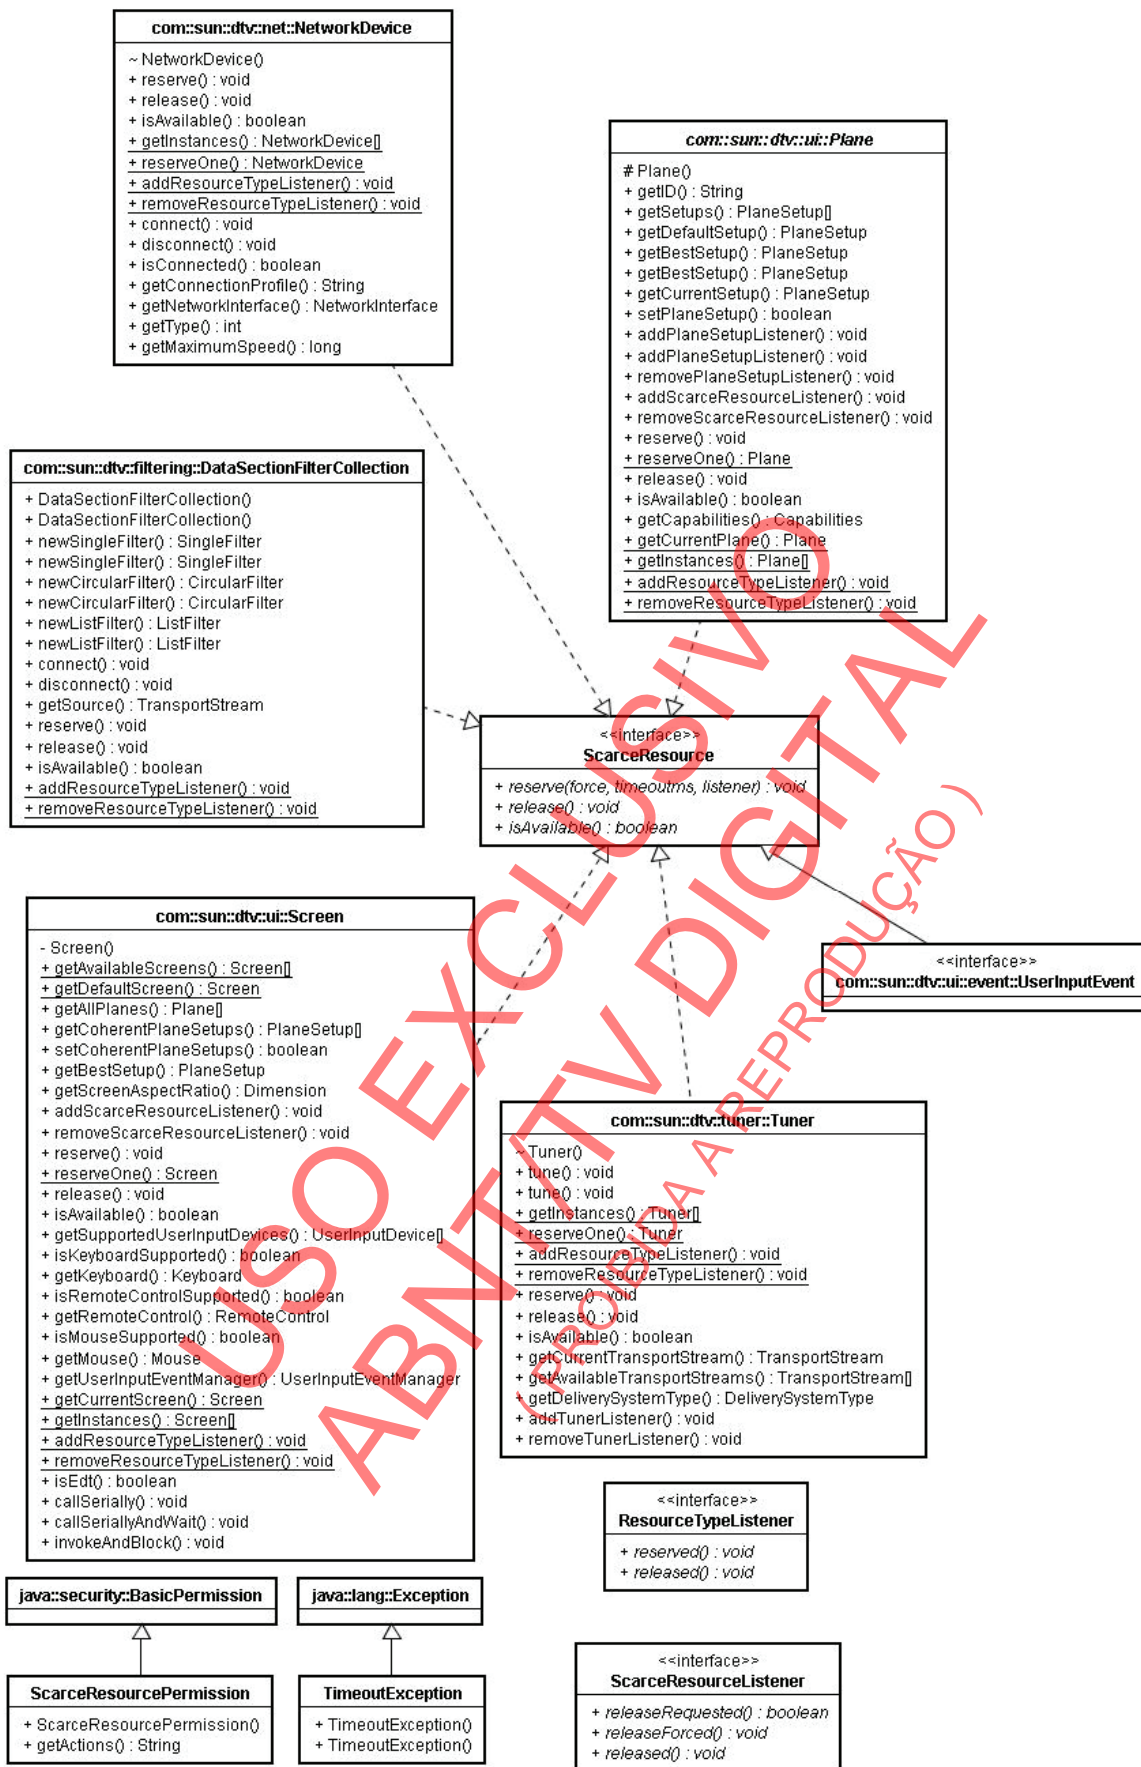 com::sun::dtv::net::NetworkDevice
~ NetworkDevice()
+ reserve() : void
+ release() : void
+ isAvailable() : boolean
+ getInstances() : NetworkDevice[]
+ reserveOne() : NetworkDevice
+ addResourceTypeListener() : void
+ removeResourceTypeListener() : void
+ connect() : void
+ disconnect() : void
+ isConnected() : boolean
+ getConnectionProfile() : String
+ getNetworkInterface() : NetworkInterface
+ getType() : int
+ getMaximumSpeed() : long
com::sun::dtv::ui::Plane
# Plane()
+ getID() : String
+ getSetups() : PlaneSetup[]
+ getDefaultSetup() : PlaneSetup
+ getBestSetup() : PlaneSetup
+ getBestSetup() : PlaneSetup
+ getCurrentSetup() : PlaneSetup
+ setPlaneSetup() : boolean
+ addPlaneSetupListener() : void
+ addPlaneSetupListener() : void
+ removePlaneSetupListener() : void
+ addScarceResourceListener() : void
+ removeScarceResourceListener() : void
+ reserve() : void
+ reserveOne() : Plane
+ release() : void
+ isAvailable() : boolean
+ getCapabilities() : Capabilities
+ getCurrentPlane() : Plane
+ getInstances() : Plane[]
+ addResourceTypeListener() : void
+ removeResourceTypeListener() : void
com::sun::dtv::filtering::DataSectionFilterCollection
+ DataSectionFilterCollection()
+ DataSectionFilterCollection()
+ newSingleFilter() : SingleFilter
+ newSingleFilter() : SingleFilter
+ newCircularFilter() : CircularFilter
+ newCircularFilter() : CircularFilter
+ newListFilter() : ListFilter
+ newListFilter() : ListFilter
+ connect() : void
+ disconnect() : void
+ getSource() : TransportStream
+ reserve() : void
+ release() : void
+ isAvailable() : boolean
+ addResourceTypeListener() : void
+ removeResourceTypeListener() : void
<<interface>>
ScarceResource
+ reserve(force, timeoutms, listener) : void
+ release() : void
+ isAvailable() : boolean
com::sun::dtv::ui::Screen
- Screen()
+ getAvailableScreens() : Screen[]
+ getDefaultScreen() : Screen
+ getAllPlanes() : Plane[]
+ getCoherentPlaneSetups() : PlaneSetup[]
+ setCoherentPlaneSetups() : boolean
+ getBestSetup() : PlaneSetup
+ getScreenAspectRatio() : Dimension
+ addScarceResourceListener() : void
+ removeScarceResourceListener() : void
+ reserve() : void
+ reserveOne() : Screen
+ release() : void
+ isAvailable() : boolean
+ getSupportedUserInputDevices() : UserInputDevice[]
+ isKeyboardSupported() : boolean
+ getKeyboard() : Keyboard
+ isRemoteControlSupported() : boolean
+ getRemoteControl() : RemoteControl
+ isMouseSupported() : boolean
+ getMouse() : Mouse
+ getUserInputEventManager() : UserInputEventManager
+ getCurrentScreen() : Screen
+ getInstances() : Screen[]
+ addResourceTypeListener() : void
+ removeResourceTypeListener() : void
+ isEdt() : boolean
+ callSerially() : void
+ callSeriallyAndWait() : void
+ invokeAndBlock() : void
<<interface>>
com::sun::dtv::ui::event::UserInputEvent
com::sun::dtv::tuner::Tuner
~ Tuner()
+ tune() : void
+ tune() : void
+ getInstances() : Tuner[]
+ reserveOne() : Tuner
+ addResourceTypeListener() : void
+ removeResourceTypeListener() : void
+ reserve() : void
+ release() : void
+ isAvailable() : boolean
+ getCurrentTransportStream() : TransportStream
+ getAvailableTransportStreams() : TransportStream[]
+ getDeliverySystemType() : DeliverySystemType
+ addTunerListener() : void
+ removeTunerListener() : void
<<interface>>
ResourceTypeListener
+ reserved() : void
+ released() : void
java::security::BasicPermission
java::lang::Exception
ScarceResourcePermission
+ ScarceResourcePermission()
+ getActions() : String
TimeoutException
+ TimeoutException()
+ TimeoutException()
<<interface>>
ScarceResourceListener
+ releaseRequested() : boolean
+ releaseForced() : void
+ released() : void
USO EXCLUSIVO
ABNT/TV DIGITAL
( PROIBIDA A REPRODUÇÃO )